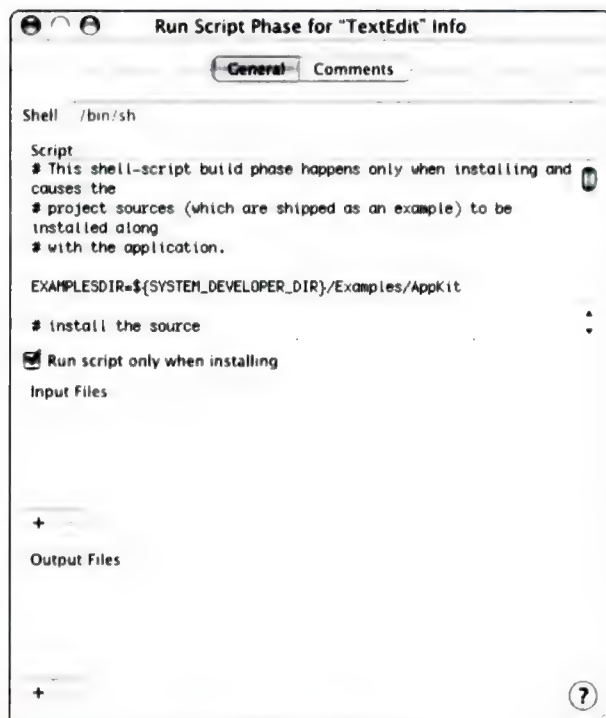 Run Script Phase for "TextEdit" Info
General Comments
Shell /bin/sh
Script
# This shell-script build phase happens only when installing and
causes the
# project sources (which are shipped as an example) to be
installed along
# with the application.
EXAMPLESDIR=${SYSTEM_DEVELOPER_DIR}/Examples/AppKit
# install the source
Run script only when installing
Input Files
+
Output Files
+
?